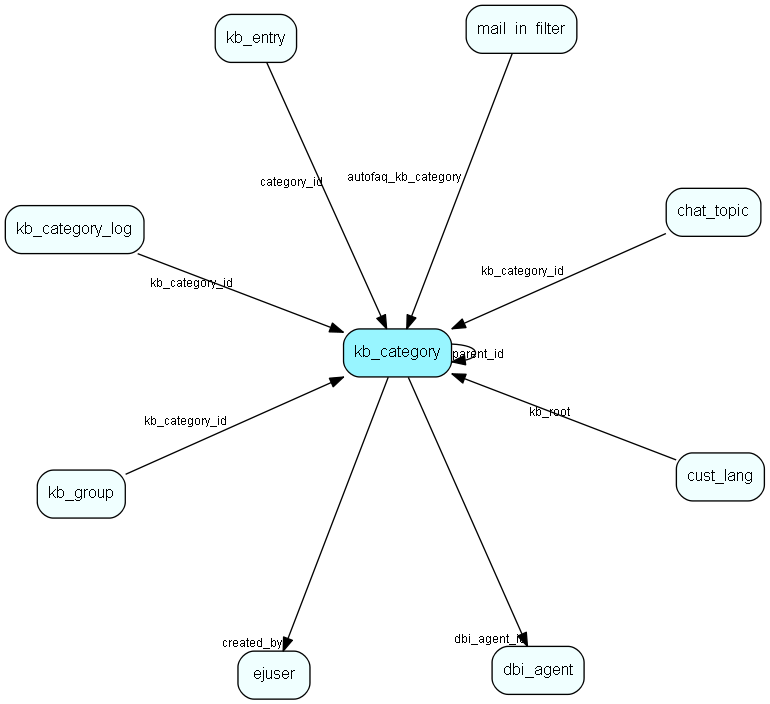 kb_entry
mail_in_filter
category_id
autofaq_kb_category
chat_topic
kb_category_log
kb_category_id
kb_category_id
kb_category
parent_id
kb_root
kb_category_id
kb_group
cust_lang
created_by
dbi_agent_id
ejuser
dbi_agent